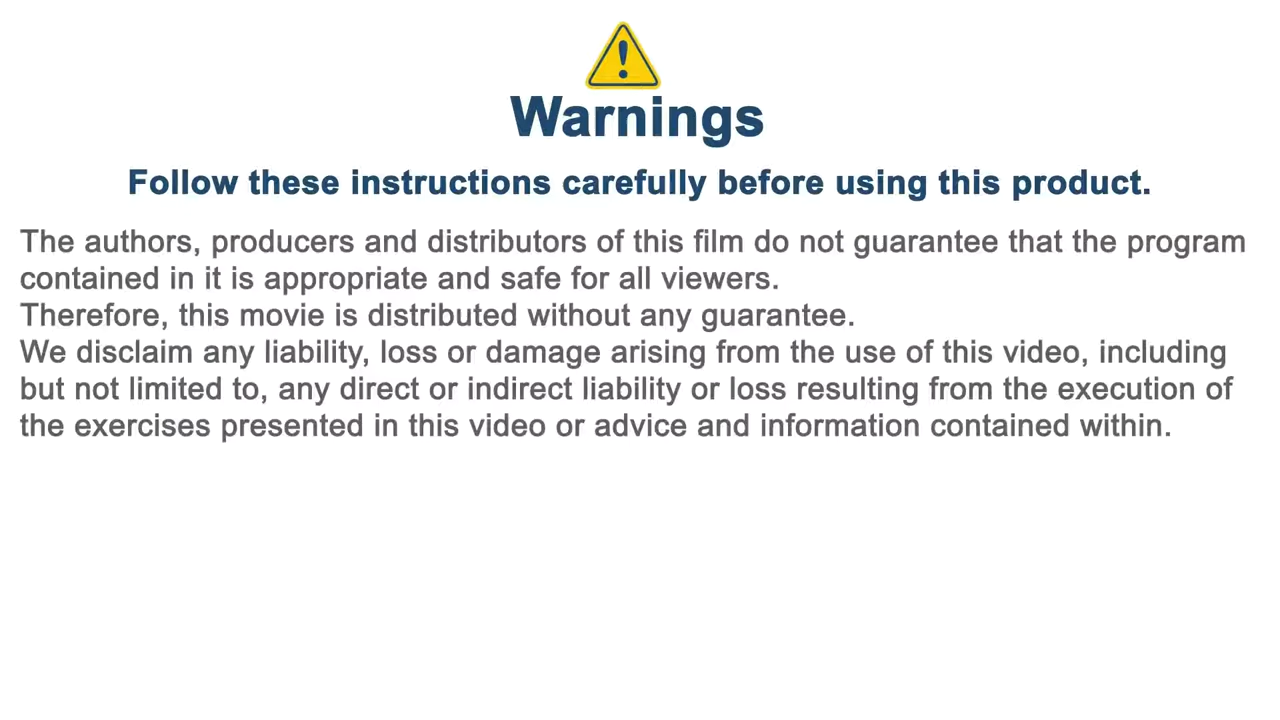 Warnings
Follow these instructions carefully before using this product.
The authors, producers and distributors of this film do not guarantee that the program
contained in it is appropriate and safe for all viewers.
Therefore, this movie is distributed without any guarantee.
We disclaim any liability, loss or damage arising from the use of this video, including
but not limited to, any direct or indirect liability or loss resulting from the execution of
the exercises presented in this video or advice and information contained within.